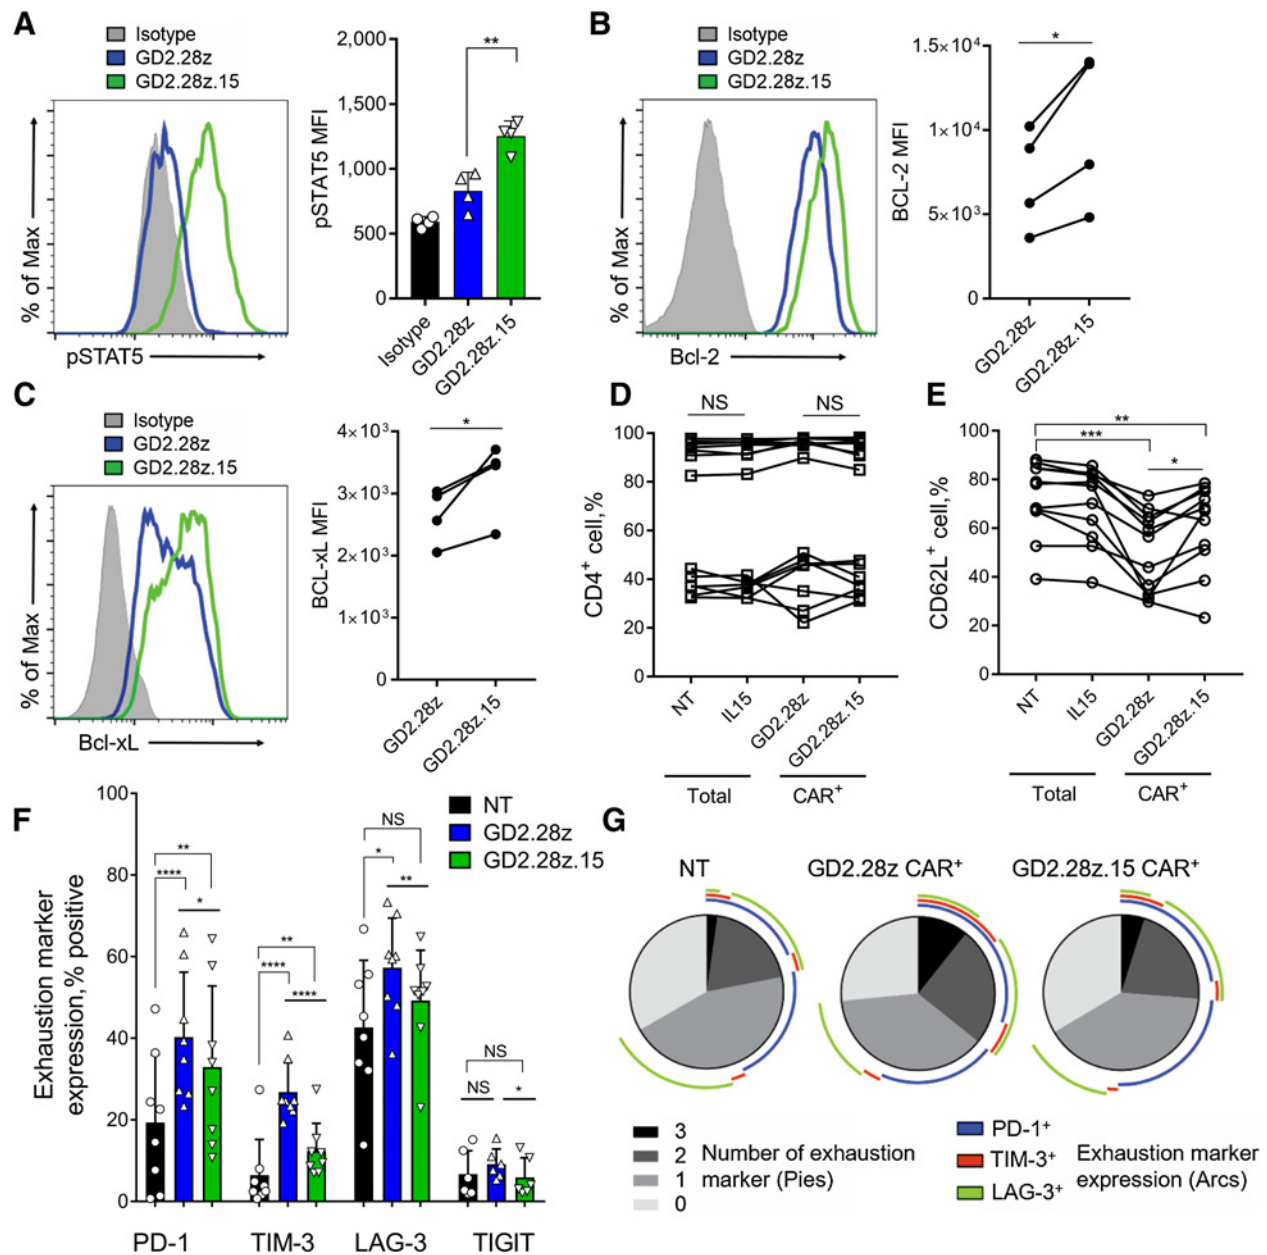 A
Isotype
GD2.28z
GD2.28z.15
% of Max
pSTAT5
pSTAT5 MFI
2,000
1,500
1,000
500
0
**
Isotype
GD2.28z
GD2.28z.15
B
Isotype
GD2.28z
GD2.28z.15
% of Max
Bcl-2
BCL-2 MFI
1.5×10⁴
1×10⁴
5×10³
0
*
GD2.28z
GD2.28z.15
C
Isotype
GD2.28z
GD2.28z.15
% of Max
Bcl-xL
BCL-xL MFI
4×10³
3×10³
2×10³
1×10³
0
*
GD2.28z
GD2.28z.15
D
NS
NS
CD4⁺ cell,%
100
80
60
40
20
0
NT
IL15
GD2.28z
GD2.28z.15
Total
CAR⁺
E
**
***
*
CD62L⁺ cell,%
100
80
60
40
20
0
NT
IL15
GD2.28z
GD2.28z.15
Total
CAR⁺
F
Exhaustion marker
expression,% positive
100
80
60
40
20
0
NT
GD2.28z
GD2.28z.15
**
****
*
**
****
****
NS
*
**
NS
NS
*
PD-1
TIM-3
LAG-3
TIGIT
G
NT
GD2.28z CAR⁺
GD2.28z.15 CAR⁺
3
2
1
0
Number of exhaustion
marker (Pies)
PD-1⁺
TIM-3⁺
LAG-3⁺
Exhaustion marker
expression (Arcs)